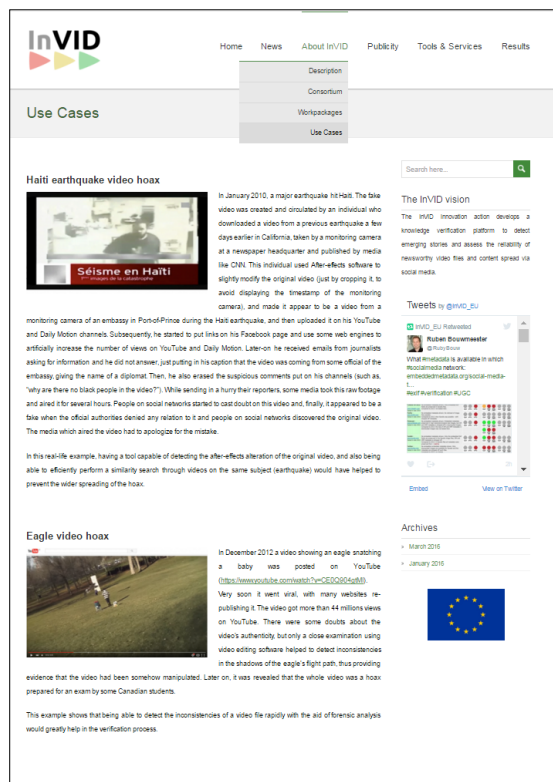 InVID
Home News About InVID Publicity Tools & Services Results
Description
Consortium
Workpackages
Use Cases
Use Cases
Haiti earthquake video hoax
Séisme en Haïti
images de la catastrophe
In January 2010, a major earthquake hit Haiti. The fake
video was created and circulated by an individual who
downloaded a video from a previous earthquake a few
days earlier in California, taken by a monitoring camera
at a newspaper headquarter and published by media
like CNN. This individual used After-effects software to
slightly modify the original video (just by cropping it, to
avoid displaying the timestamp of the monitoring
camera), and made it appear to be a video from a
monitoring camera of an embassy in Port-of-Prince during the Haiti earthquake, and then uploaded it on his YouTube
and Daily Motion channels. Subsequently, he started to put links on his Facebook page and use some web engines to
artificially increase the number of views on YouTube and Daily Motion. Later-on he received emails from journalists
asking for information and he did not answer, just putting in his caption that the video was coming from some official of the
embassy, giving the name of a diplomat. Then, he also erased the suspicious comments put on his channels (such as,
"why are there no black people in the video?"). While sending in a hurry their reporters, some media took this raw footage
and aired it for several hours. People on social networks started to cast doubt on this video and, finally, it appeared to be a
fake when the official authorities denied any relation to it and people on social networks discovered the original video.
The media which aired the video had to apologize for the mistake.
In this real-life example, having a tool capable of detecting the after-effects alteration of the original video, and also being
able to efficiently perform a similarity search through videos on the same subject (earthquake) would have helped to
prevent the wider spreading of the hoax.
Eagle video hoax
In December 2012 a video showing an eagle snatching
a baby was posted on YouTube
Very soon it went viral, with many websites re-
publishing it. The video got more than 44 millions views
on YouTube. There were some doubts about the
video's authenticity, but only a close examination using
video editing software helped to detect inconsistencies
in the shadows of the eagle's flight path, thus providing
evidence that the video had been somehow manipulated. Later on, it was revealed that the whole video was a hoax
prepared for an exam by some Canadian students.
This example shows that being able to detect the inconsistencies of a video file rapidly with the aid of forensic analysis
would greatly help in the verification process.
Search here...
The InVID vision
The InVID innovation action develops a
knowledge verification platform to detect
emerging stories and assess the reliability of
newsworthy video files and content spread via
social media.
Tweets by @InVID_EU
InVID_EU Retweeted
Ruben Bouwmeester
@RubyBouw
What #metadata is available in which
#socialmedia network:
embeddedmetadata.org/social-media-
t…
#exif #verification #UGC
Embed View on Twitter
Archives
March 2016
January 2016